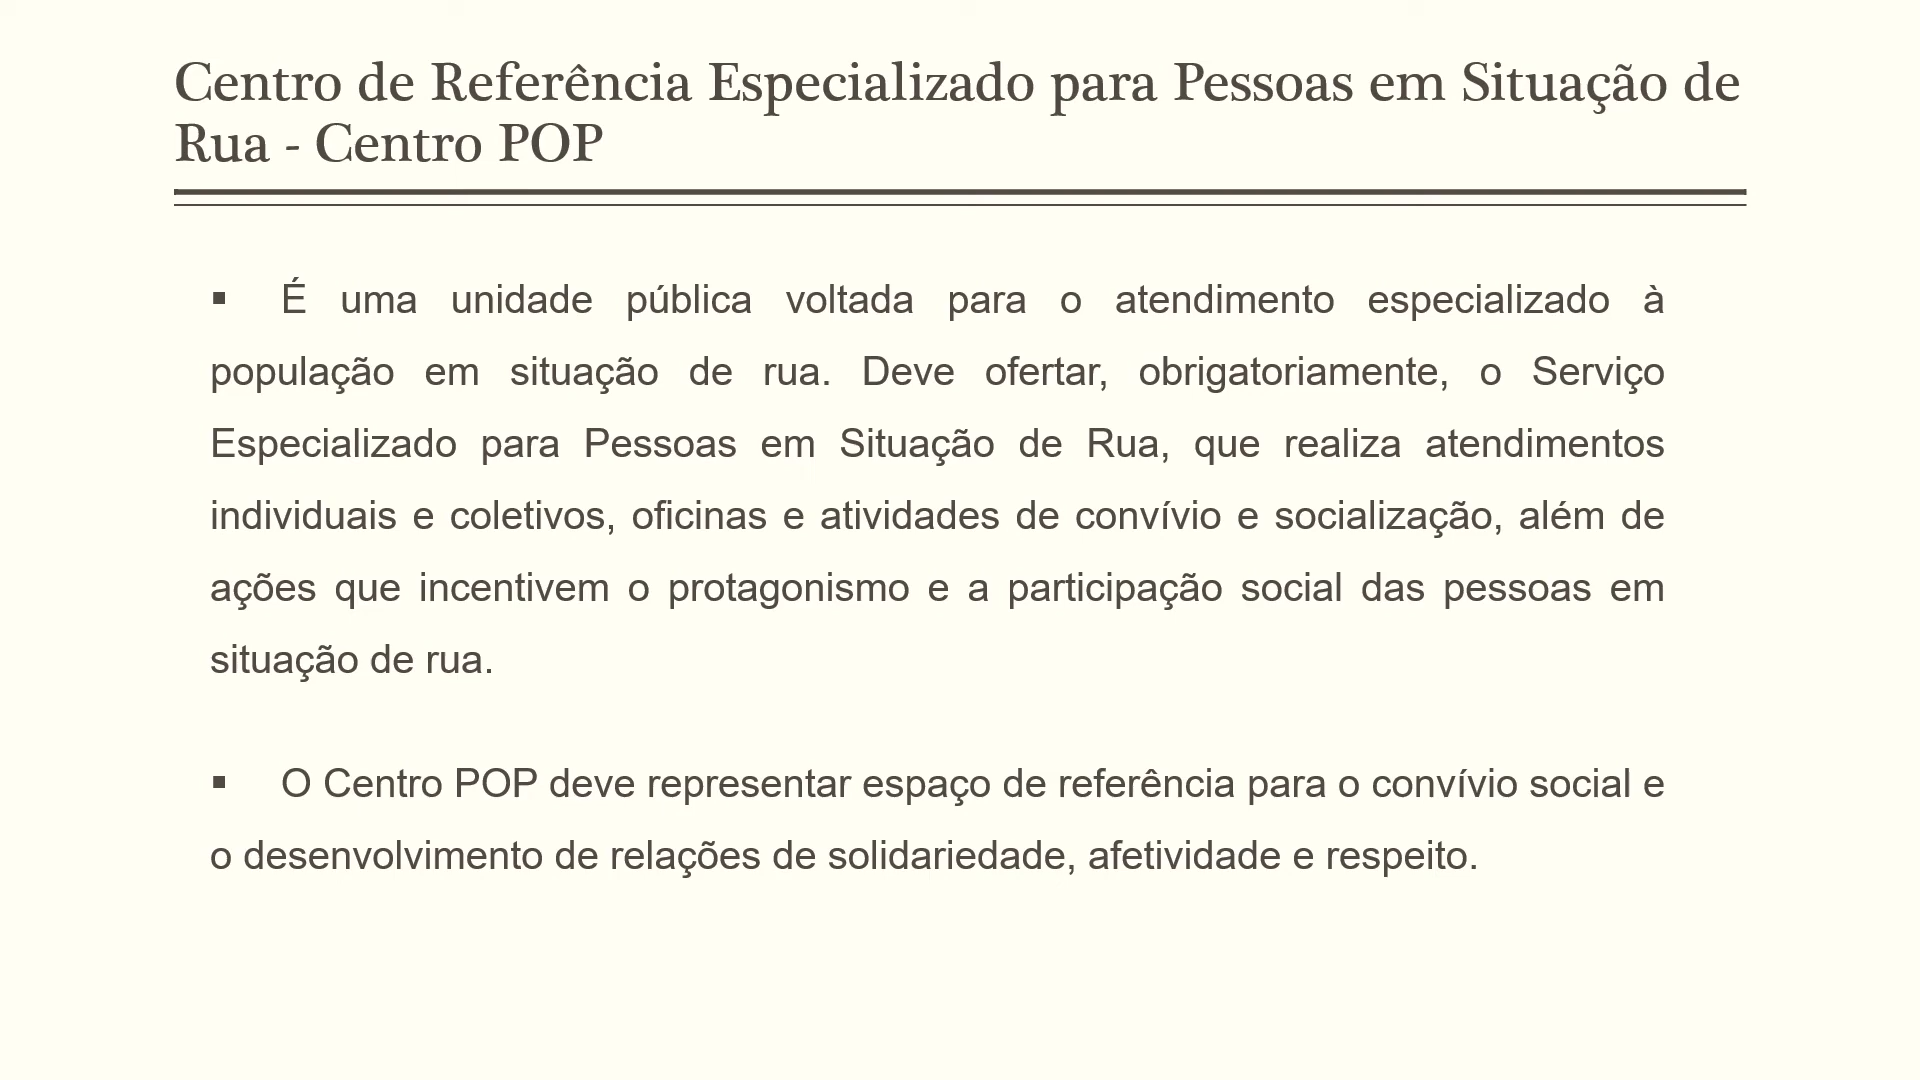 Centro de Referência Especializado para Pessoas em Situação de
Rua - Centro POP
▪ É uma unidade pública voltada para o atendimento especializado à
população em situação de rua. Deve ofertar, obrigatoriamente, o Serviço
Especializado para Pessoas em Situação de Rua, que realiza atendimentos
individuais e coletivos, oficinas e atividades de convívio e socialização, além de
ações que incentivem o protagonismo e a participação social das pessoas em
situação de rua.
▪ O Centro POP deve representar espaço de referência para o convívio social e
o desenvolvimento de relações de solidariedade, afetividade e respeito.